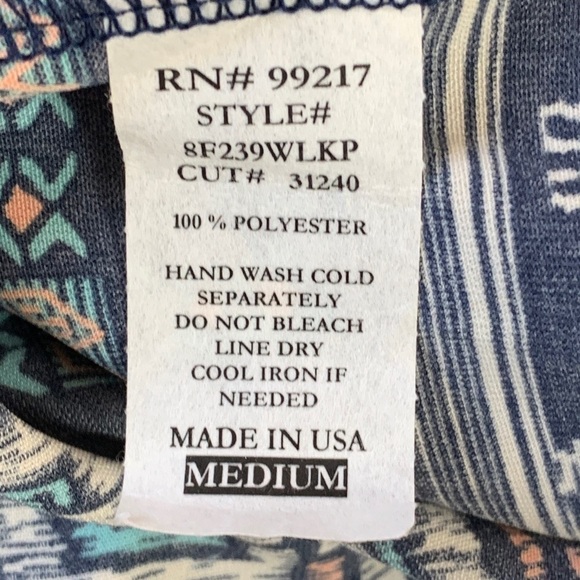 RN# 99217
STYLE#
8F239WLKP
CUT# 31240
100 % POLYESTER
HAND WASH COLD
SEPARATELY
DO NOT BLEACH
LINE DRY
COOL IRON IF
NEEDED
MADE IN USA
MEDIUM